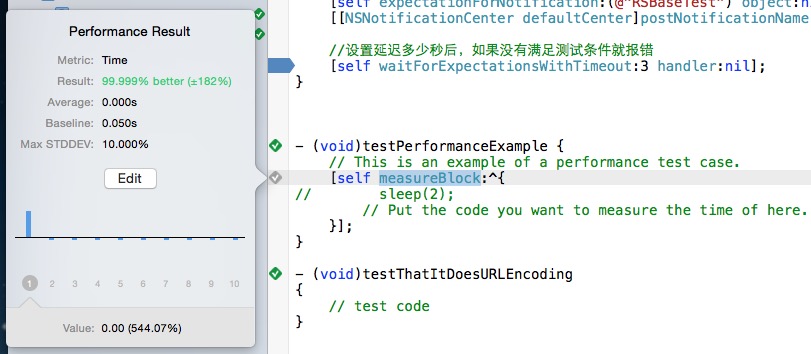 Performance Result
Metric: Time
Result: 99.999% better (±182%)
Average: 0.000s
Baseline: 0.050s
Max STDDEV: 10.000%
Edit
1 2 3 4 5 6 7 8 9 10
Value: 0.00 (544.07%)
[self expectationForNotification:(@"RSBaseTest") object:n
[[NSNotificationCenter defaultCenter]postNotificationName
//设置延迟多少秒后，如果没有满足测试条件就报错
[self waitForExpectationsWithTimeout:3 handler:nil];
}
- (void)testPerformanceExample {
// This is an example of a performance test case.
[self measureBlock:^{
// sleep(2);
// Put the code you want to measure the time of here.
}];
}
- (void)testThatItDoesURLEncoding
{
// test code
}